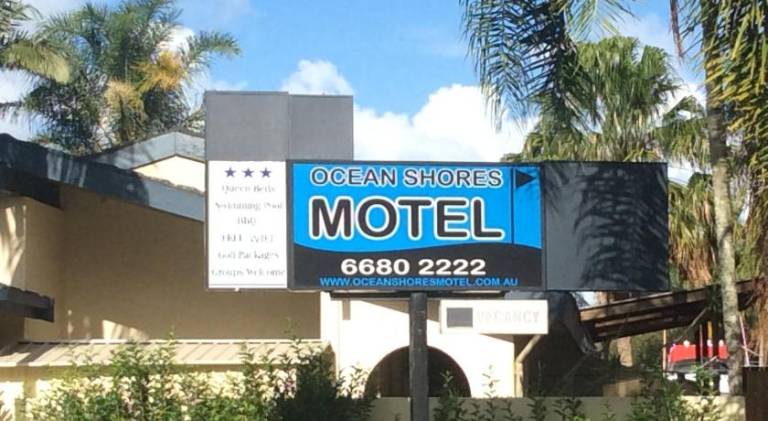 ★★★
Queen Beds
Swimming Pool
BBQ
FREE
Golf Packages
Groups Welcome
OCEAN SHORES
MOTEL
6680 2222
WWW.OCEANSHORESMOTEL.COM.AU
VACANCY